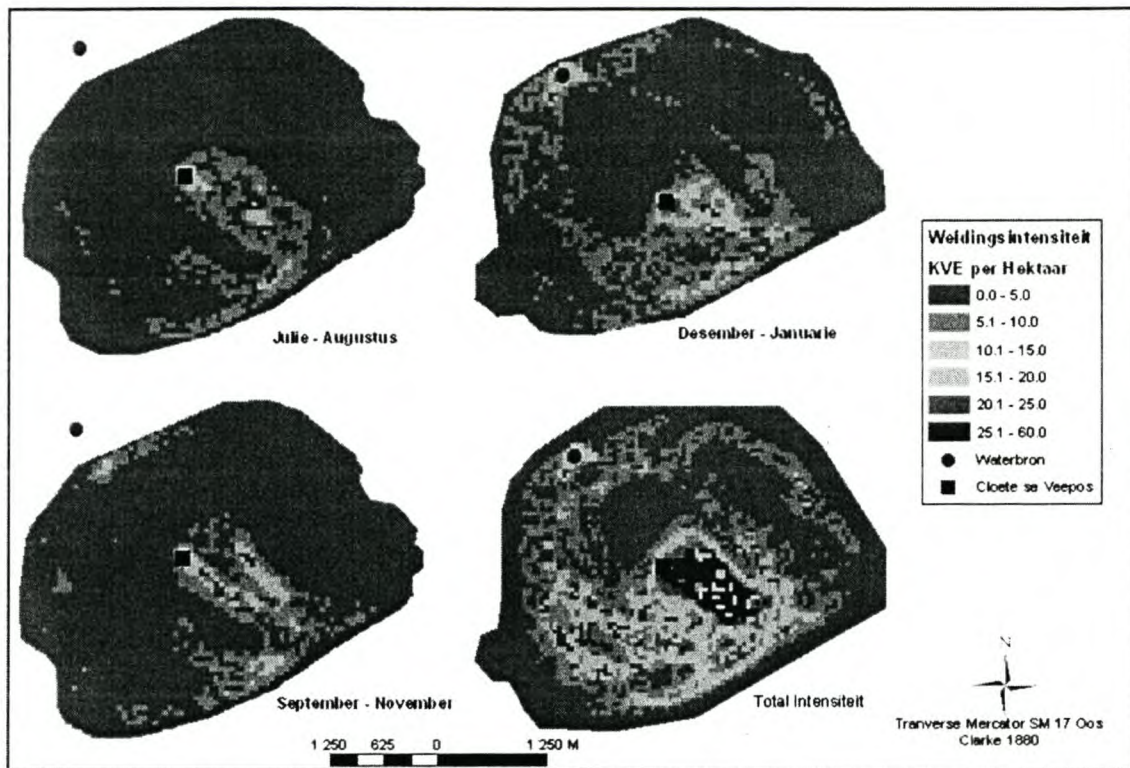 Julie - Augustus
Desember - Januarie
September - November
Total Intensiteit
1 250 625 0 1 250 M
Weidingsintensiteit
KVE per Hektaar
0.0 - 5.0
5.1 - 10.0
10.1 - 15.0
15.1 - 20.0
20.1 - 25.0
25.1 - 60.0
Waterbron
Cloete se Veepos
N
Tranverse Mercator SM 17 Oos
Clarke 1880